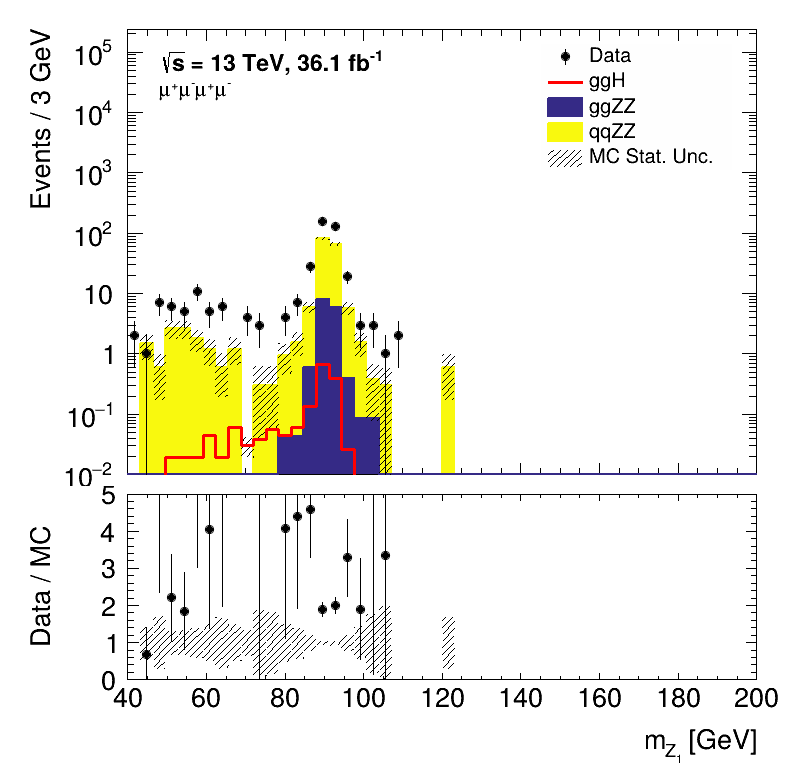 √s = 13 TeV, 36.1 fb⁻¹
μ⁺μ⁻μ⁺μ⁻
Data
ggH
ggZZ
qqZZ
MC Stat. Unc.
Events / 3 GeV
10⁵
10⁴
10³
10²
10
1
10⁻¹
10⁻²
Data / MC
5
4
3
2
1
0
40 60 80 100 120 140 160 180 200
m_Z₁ [GeV]